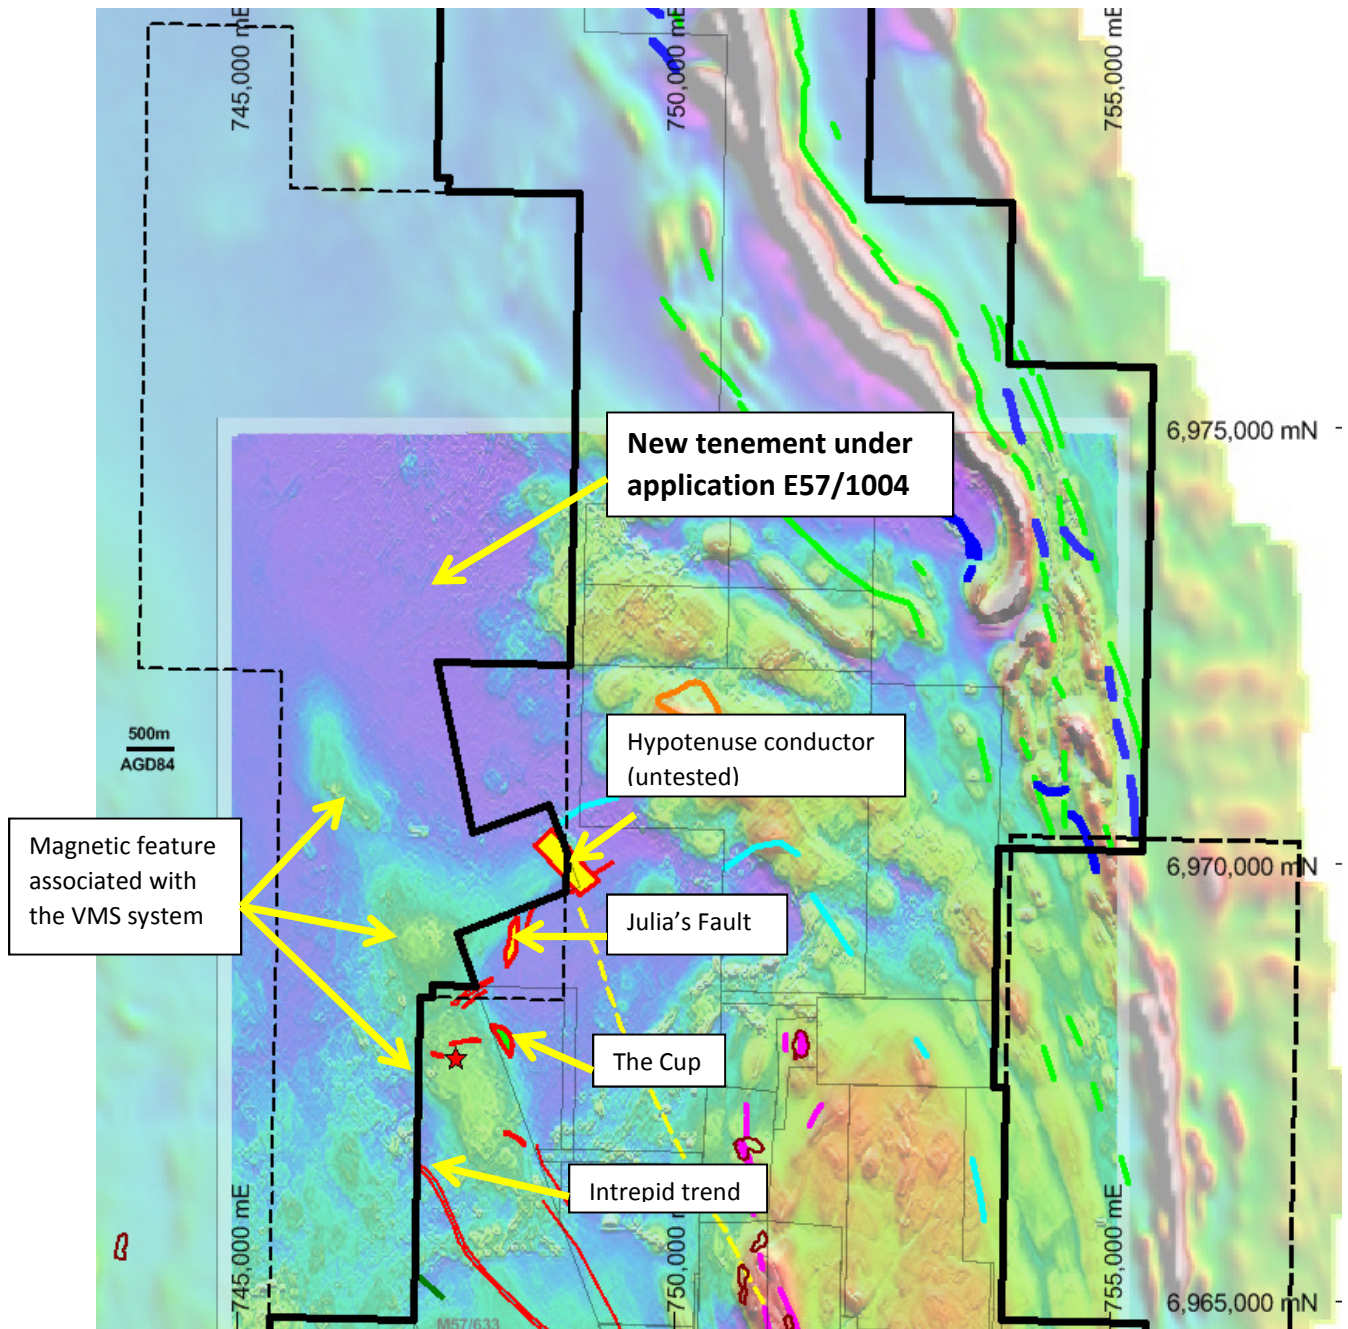 745,000 mE
750,000 mE
755,000 mE
New tenement under
application E57/1004
6,975,000 mN
500m
AGD84
Hypotenuse conductor
(untested)
Magnetic feature
associated with
the VMS system
6,970,000 mN
Julia's Fault
The Cup
Intrepid trend
745,000 mE
750,000 mE
755,000 mE
6,965,000 mN
M57/633